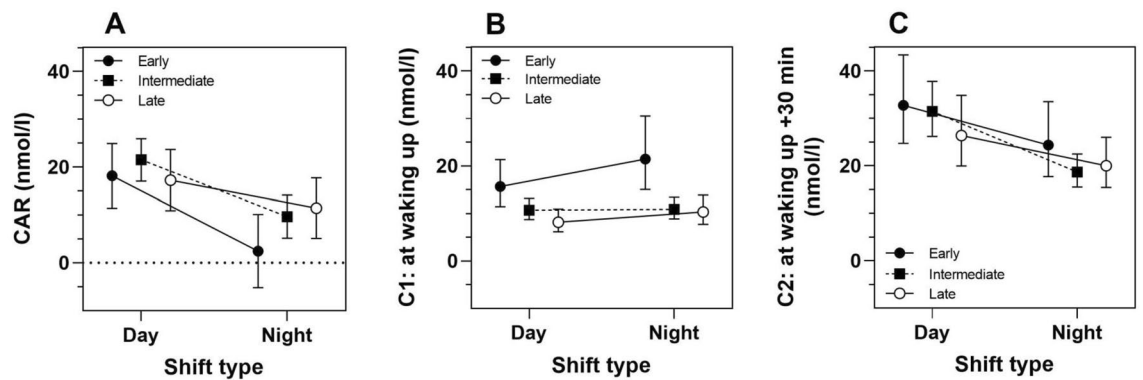 A
CAR (nmol/l)
40
20
0
Early
Intermediate
Late
Day
Night
Shift type
B
C1: at waking up (nmol/l)
40
20
0
Early
Intermediate
Late
Day
Night
Shift type
C
C2: at waking up +30 min
(nmol/l)
40
20
0
Early
Intermediate
Late
Day
Night
Shift type